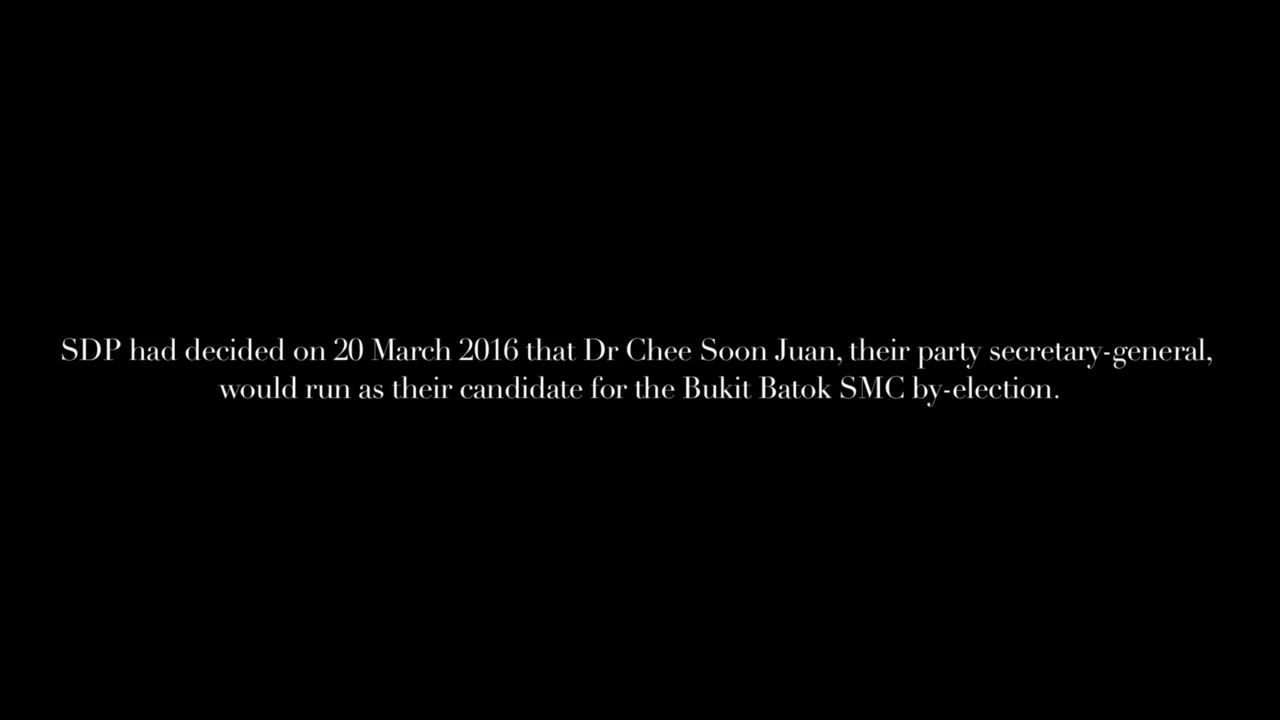 SDP had decided on 20 March 2016 that Dr Chee Soon Juan, their party secretary-general,
would run as their candidate for the Bukit Batok SMC by-election.